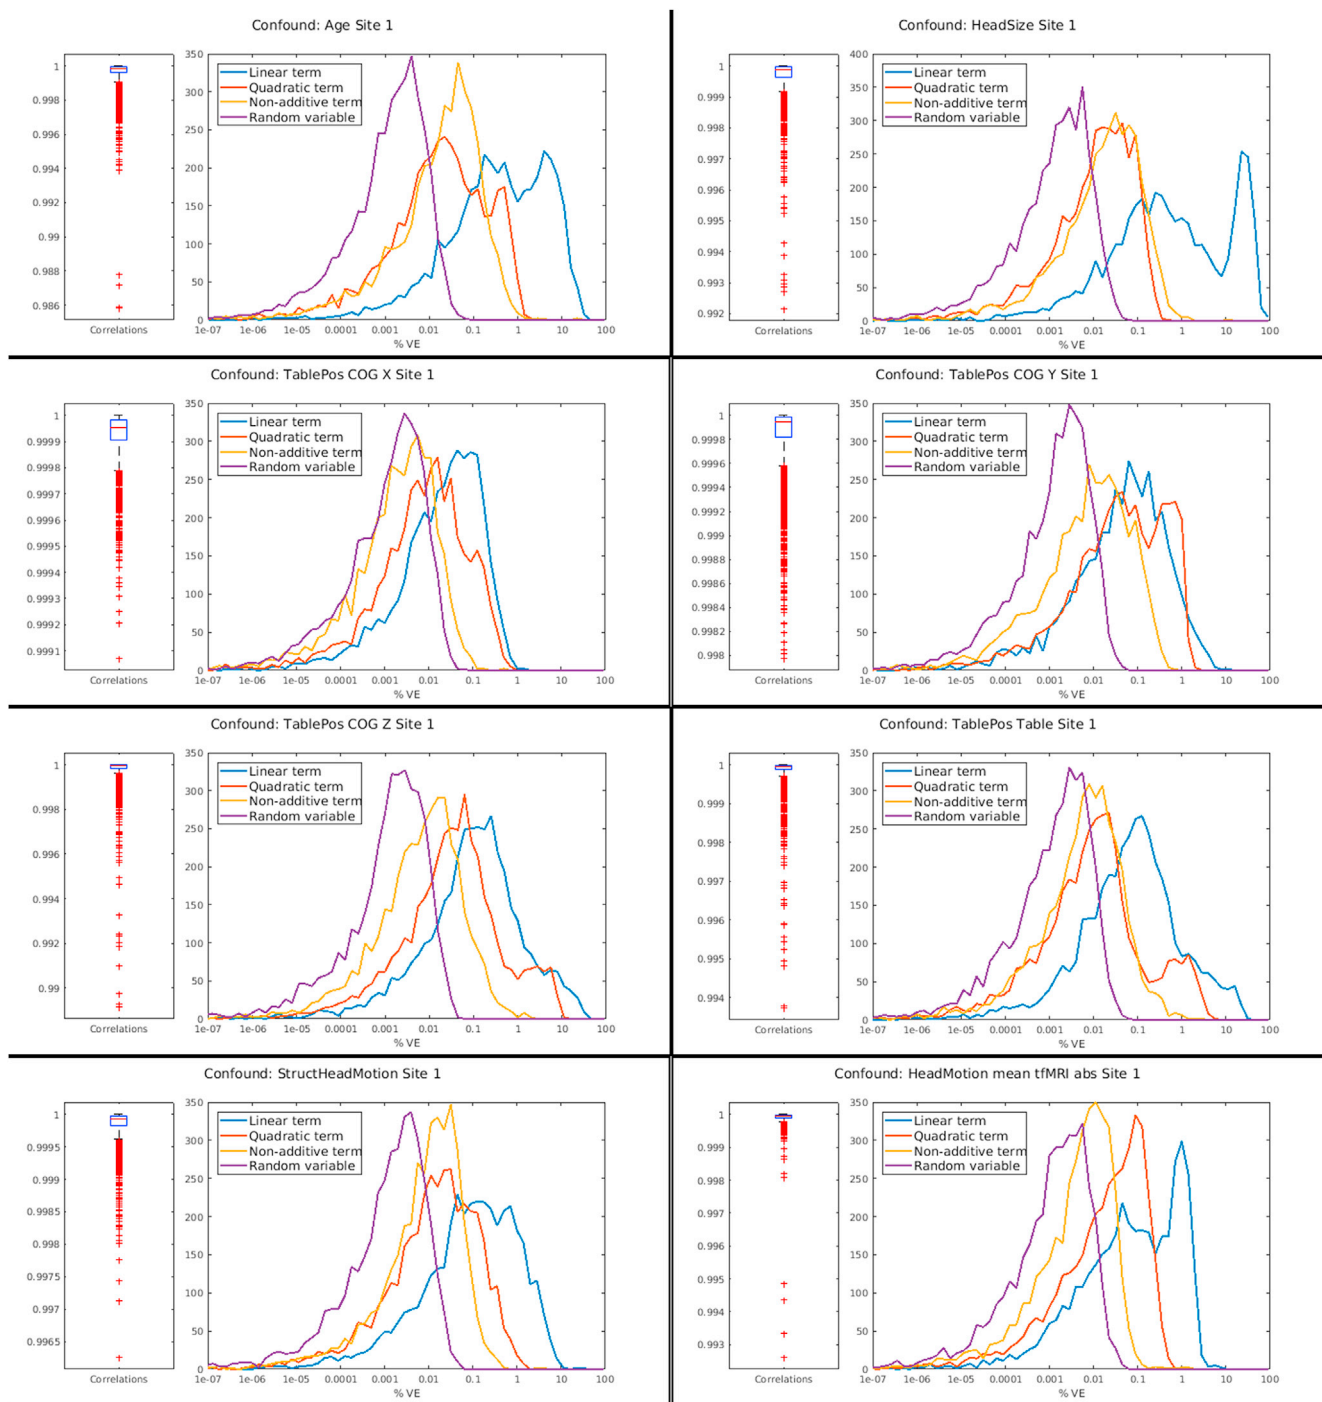 Confound: Age Site 1
1
0.998
0.996
0.994
0.992
0.99
0.988
0.986
Correlations
350
300
250
200
150
100
50
0
Linear term
Quadratic term
Non-additive term
Random variable
1e-07 1e-06 1e-05 0.0001 0.001 0.01 0.1 1 10 100
% VE
Confound: HeadSize Site 1
1
0.999
0.998
0.997
0.996
0.995
0.994
0.993
0.992
Correlations
400
350
300
250
200
150
100
50
0
Linear term
Quadratic term
Non-additive term
Random variable
1e-07 1e-06 1e-05 0.0001 0.001 0.01 0.1 1 10 100
% VE
Confound: TablePos COG X Site 1
1
0.9999
0.9998
0.9997
0.9996
0.9995
0.9994
0.9993
0.9992
0.9991
Correlations
350
300
250
200
150
100
50
0
Linear term
Quadratic term
Non-additive term
Random variable
1e-07 1e-06 1e-05 0.0001 0.001 0.01 0.1 1 10 100
% VE
Confound: TablePos COG Y Site 1
1
0.9998
0.9996
0.9994
0.9992
0.999
0.9988
0.9986
0.9984
0.9982
0.998
Correlations
350
300
250
200
150
100
50
0
Linear term
Quadratic term
Non-additive term
Random variable
1e-07 1e-06 1e-05 0.0001 0.001 0.01 0.1 1 10 100
% VE
Confound: TablePos COG Z Site 1
1
0.998
0.996
0.994
0.992
0.99
Correlations
350
300
250
200
150
100
50
0
Linear term
Quadratic term
Non-additive term
Random variable
1e-07 1e-06 1e-05 0.0001 0.001 0.01 0.1 1 10 100
% VE
Confound: TablePos Table Site 1
1
0.999
0.998
0.997
0.996
0.995
0.994
Correlations
350
300
250
200
150
100
50
0
Linear term
Quadratic term
Non-additive term
Random variable
1e-07 1e-06 1e-05 0.0001 0.001 0.01 0.1 1 10 100
% VE
Confound: StructHeadMotion Site 1
1
0.9995
0.999
0.9985
0.998
0.9975
0.997
0.9965
Correlations
350
300
250
200
150
100
50
0
Linear term
Quadratic term
Non-additive term
Random variable
1e-07 1e-06 1e-05 0.0001 0.001 0.01 0.1 1 10 100
% VE
Confound: HeadMotion mean tfMRI abs Site 1
1
0.999
0.998
0.997
0.996
0.995
0.994
0.993
Correlations
350
300
250
200
150
100
50
0
Linear term
Quadratic term
Non-additive term
Random variable
1e-07 1e-06 1e-05 0.0001 0.001 0.01 0.1 1 10 100
% VE